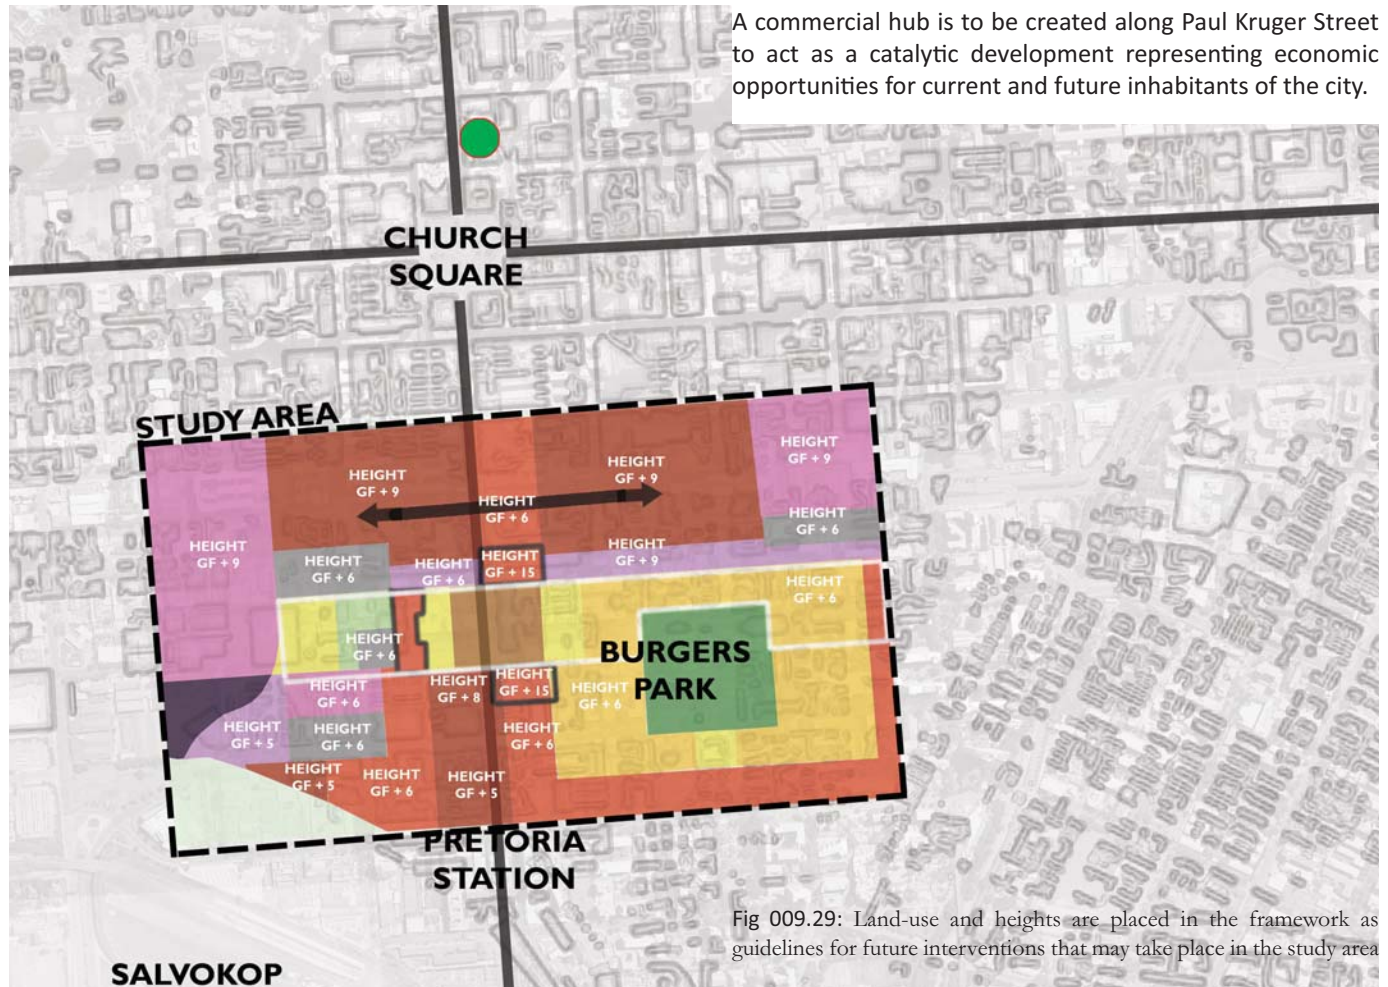 A commercial hub is to be created along Paul Kruger Street
to act as a catalytic development representing economic
opportunities for current and future inhabitants of the city.
CHURCH
SQUARE
STUDY AREA
HEIGHT
GF + 9
HEIGHT
GF + 9
HEIGHT
GF + 9
HEIGHT
GF + 6
HEIGHT
GF + 6
HEIGHT
GF + 9
HEIGHT
GF + 6
HEIGHT
GF + 6
HEIGHT
GF + 15
HEIGHT
GF + 9
HEIGHT
GF + 6
HEIGHT
GF + 6
BURGERS
PARK
HEIGHT
GF + 6
HEIGHT
GF + 8
HEIGHT
GF + 15
HEIGHT
GF + 6
HEIGHT
GF + 5
HEIGHT
GF + 6
HEIGHT
GF + 6
HEIGHT
GF + 5
HEIGHT
GF + 6
HEIGHT
GF + 5
PRETORIA
STATION
SALVOKOP
Fig 009.29: Land-use and heights are placed in the framework as
guidelines for future interventions that may take place in the study area